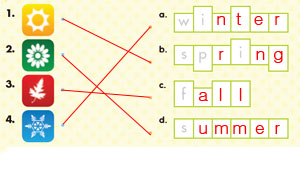 1.
a. winter
2.
b. spring
3.
c. fall
4.
d. summer